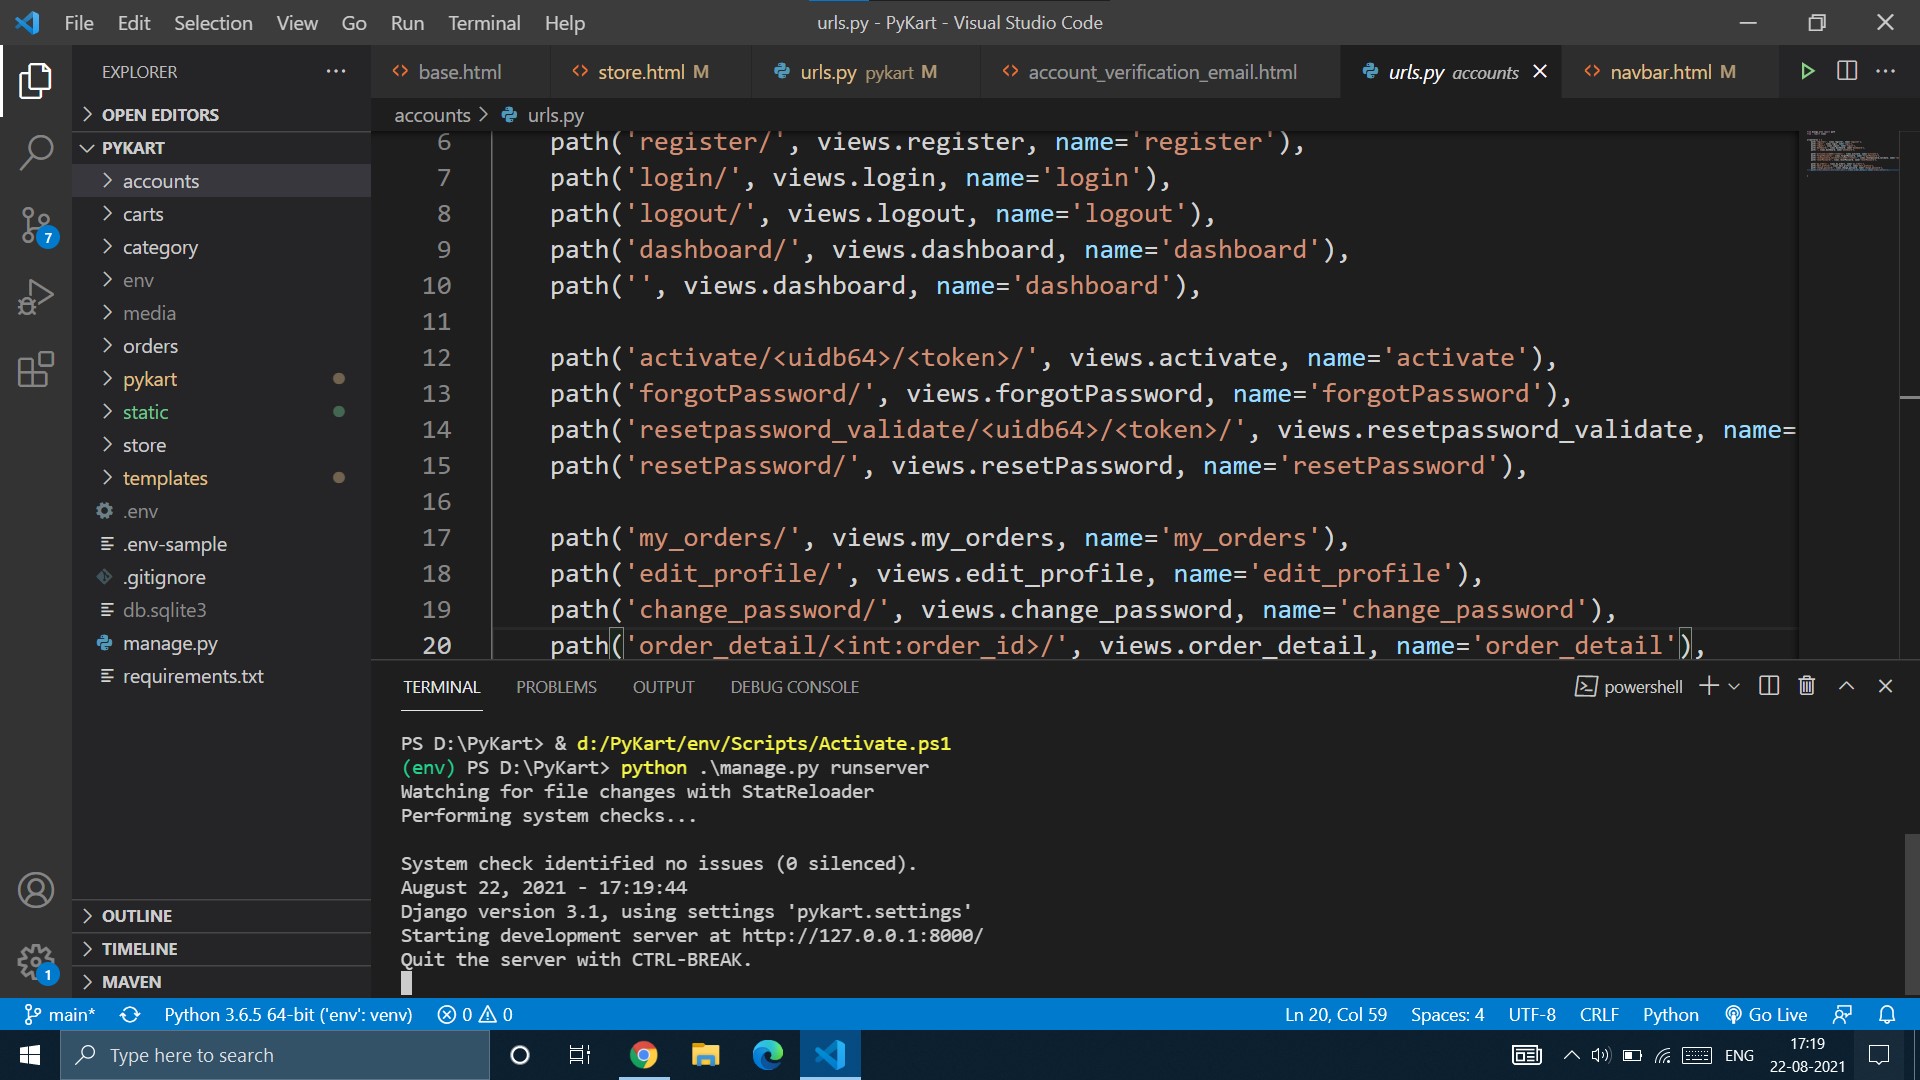 File Edit Selection View Go Run Terminal Help
urls.py - PyKart - Visual Studio Code
EXPLORER
OPEN EDITORS
PYKART
accounts
carts
category
env
media
orders
pykart
static
store
templates
.env
.env-sample
.gitignore
db.sqlite3
manage.py
requirements.txt
OUTLINE
TIMELINE
MAVEN
7
1
base.html
store.html M
urls.py pykart M
account_verification_email.html
urls.py accounts
navbar.html M
accounts > urls.py
6 path('register/', views.register, name='register'),
7 path('login/', views.login, name='login'),
8 path('logout/', views.logout, name='logout'),
9 path('dashboard/', views.dashboard, name='dashboard'),
10 path('', views.dashboard, name='dashboard'),
11
12 path('activate/<uidb64>/<token>/', views.activate, name='activate'),
13 path('forgotPassword/', views.forgotPassword, name='forgotPassword'),
14 path('resetpassword_validate/<uidb64>/<token>/', views.resetpassword_validate, name=
15 path('resetPassword/', views.resetPassword, name='resetPassword'),
16
17 path('my_orders/', views.my_orders, name='my_orders'),
18 path('edit_profile/', views.edit_profile, name='edit_profile'),
19 path('change_password/', views.change_password, name='change_password'),
20 path('order_detail/<int:order_id>/', views.order_detail, name='order_detail'),
TERMINAL PROBLEMS OUTPUT DEBUG CONSOLE
powershell
PS D:\PyKart> & d:/PyKart/env/Scripts/Activate.ps1
(env) PS D:\PyKart> python .\manage.py runserver
Watching for file changes with StatReloader
Performing system checks...
System check identified no issues (0 silenced).
August 22, 2021 - 17:19:44
Django version 3.1, using settings 'pykart.settings'
Starting development server at http://127.0.0.1:8000/
Quit the server with CTRL-BREAK.
main* Python 3.6.5 64-bit ('env': venv) 0 0
Ln 20, Col 59 Spaces: 4 UTF-8 CRLF Python Go Live
Type here to search
ENG
17:19
22-08-2021